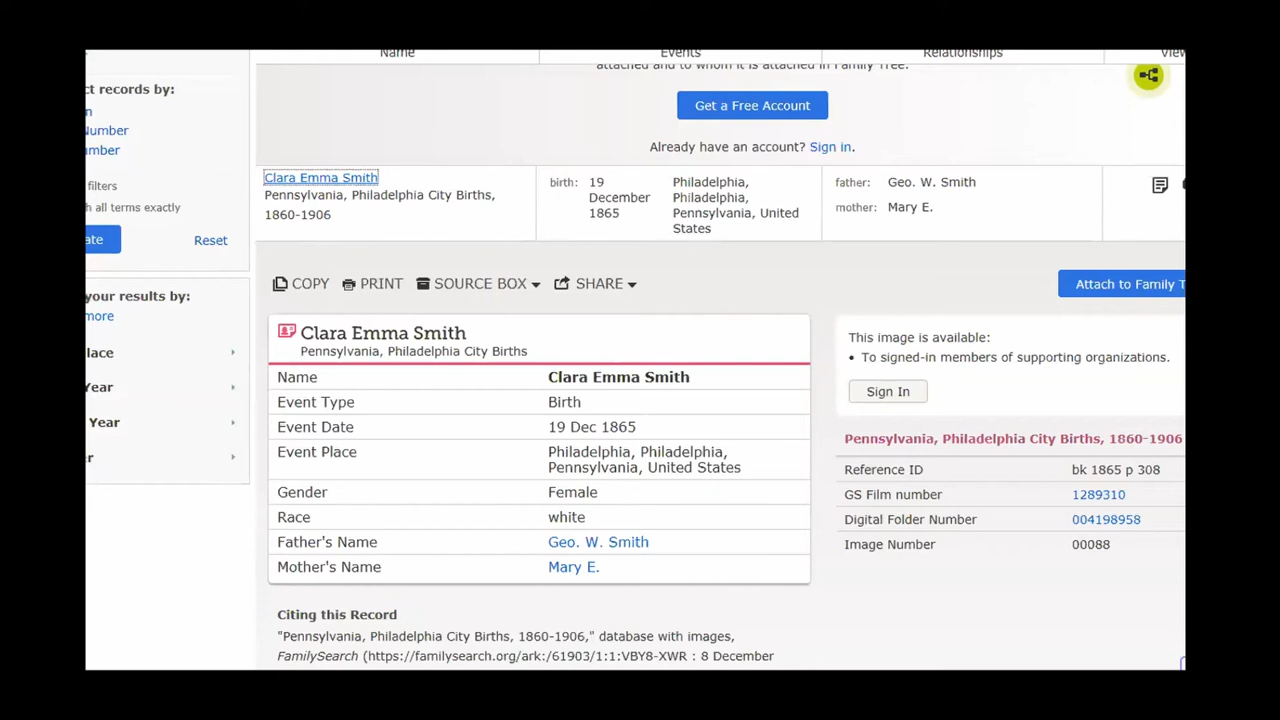 Name Events Relationships View
attached and to whom it is attached in Family Tree.
ct records by:
Get a Free Account
n
Number
umber
Already have an account? Sign in.
filters
h all terms exactly
ate Reset
Clara Emma Smith
Pennsylvania, Philadelphia City Births,
1860-1906
birth: 19
December
1865
Philadelphia,
Philadelphia,
Pennsylvania, United
States
father: Geo. W. Smith
mother: Mary E.
your results by:
more
lace
Year
Year
r
COPY PRINT SOURCE BOX SHARE
Attach to Family T
Clara Emma Smith
Pennsylvania, Philadelphia City Births
Name Clara Emma Smith
Event Type Birth
Event Date 19 Dec 1865
Event Place Philadelphia, Philadelphia,
Pennsylvania, United States
Gender Female
Race white
Father's Name Geo. W. Smith
Mother's Name Mary E.
This image is available:
• To signed-in members of supporting organizations.
Sign In
Pennsylvania, Philadelphia City Births, 1860-1906
Reference ID bk 1865 p 308
GS Film number 1289310
Digital Folder Number 004198958
Image Number 00088
Citing this Record
"Pennsylvania, Philadelphia City Births, 1860-1906," database with images,
FamilySearch (https://familysearch.org/ark:/61903/1:1:VBY8-XWR : 8 December